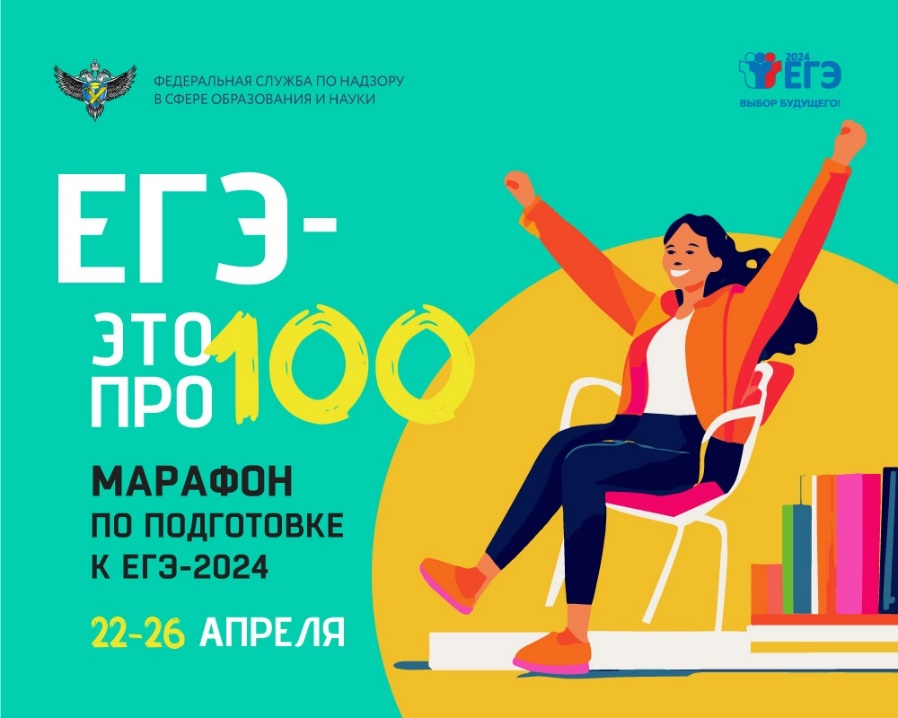 ФЕДЕРАЛЬНАЯ СЛУЖБА ПО НАДЗОРУ
В СФЕРЕ ОБРАЗОВАНИЯ И НАУКИ
2024
ЕГЭ
ВЫБОР БУДУЩЕГО!
ЕГЭ-
ЭТО
ПРО100
МАРАФОН
ПО ПОДГОТОВКЕ
К ЕГЭ-2024
22-26 АПРЕЛЯ